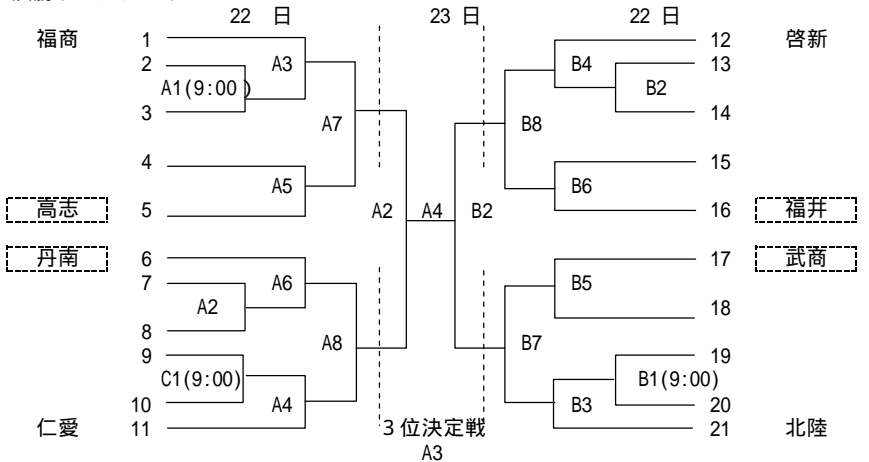 22 日 23 日 22 日
福商 1 12 啓新
2 A3 B4 13
A1(9:00) B2
3 14
A7 B8
4 15
A5 B6
高志 5 A2 A4 B2 16 福井
丹南 6 17 武商
7 A6 B5
A2
8 18
A8 B7
9 19
C1(9:00) B1(9:00)
10 A4 B3 20
仁愛 11 3位決定戦 21 北陸
A3